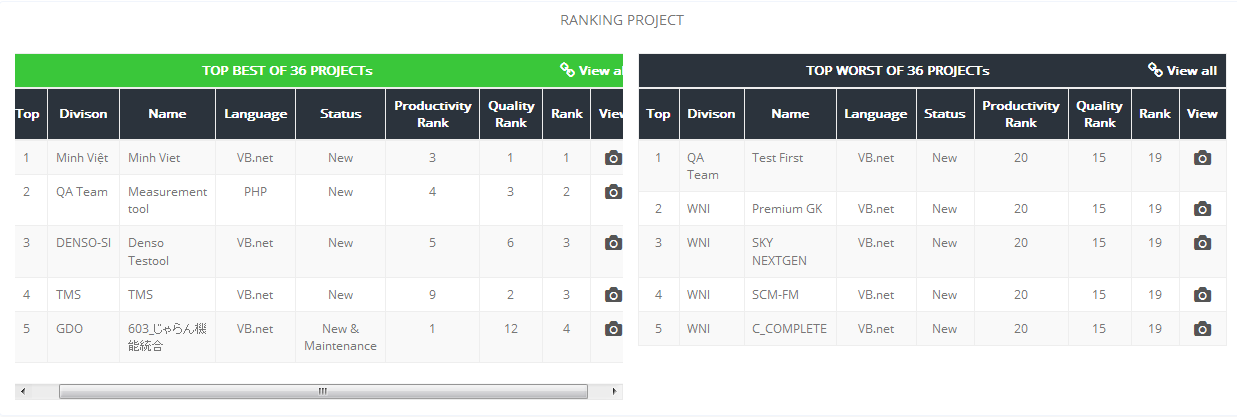 RANKING PROJECT
TOP BEST OF 36 PROJECTs View al
Top Divison Name Language Status Productivity Rank Quality Rank Rank View
1 Minh Việt Minh Viet VB.net New 3 1 1
2 QA Team Measurement tool PHP New 4 3 2
3 DENSO-SI Denso Testool VB.net New 5 6 3
4 TMS TMS VB.net New 9 2 3
5 GDO 603_じゃらん機能統合 VB.net New & Maintenance 1 12 4
TOP WORST OF 36 PROJECTs View all
Top Divison Name Language Status Productivity Rank Quality Rank Rank View
1 QA Team Test First VB.net New 20 15 19
2 WNI Premium GK VB.net New 20 15 19
3 WNI SKY NEXTGEN VB.net New 20 15 19
4 WNI SCM-FM VB.net New 20 15 19
5 WNI C_COMPLETE VB.net New 20 15 19